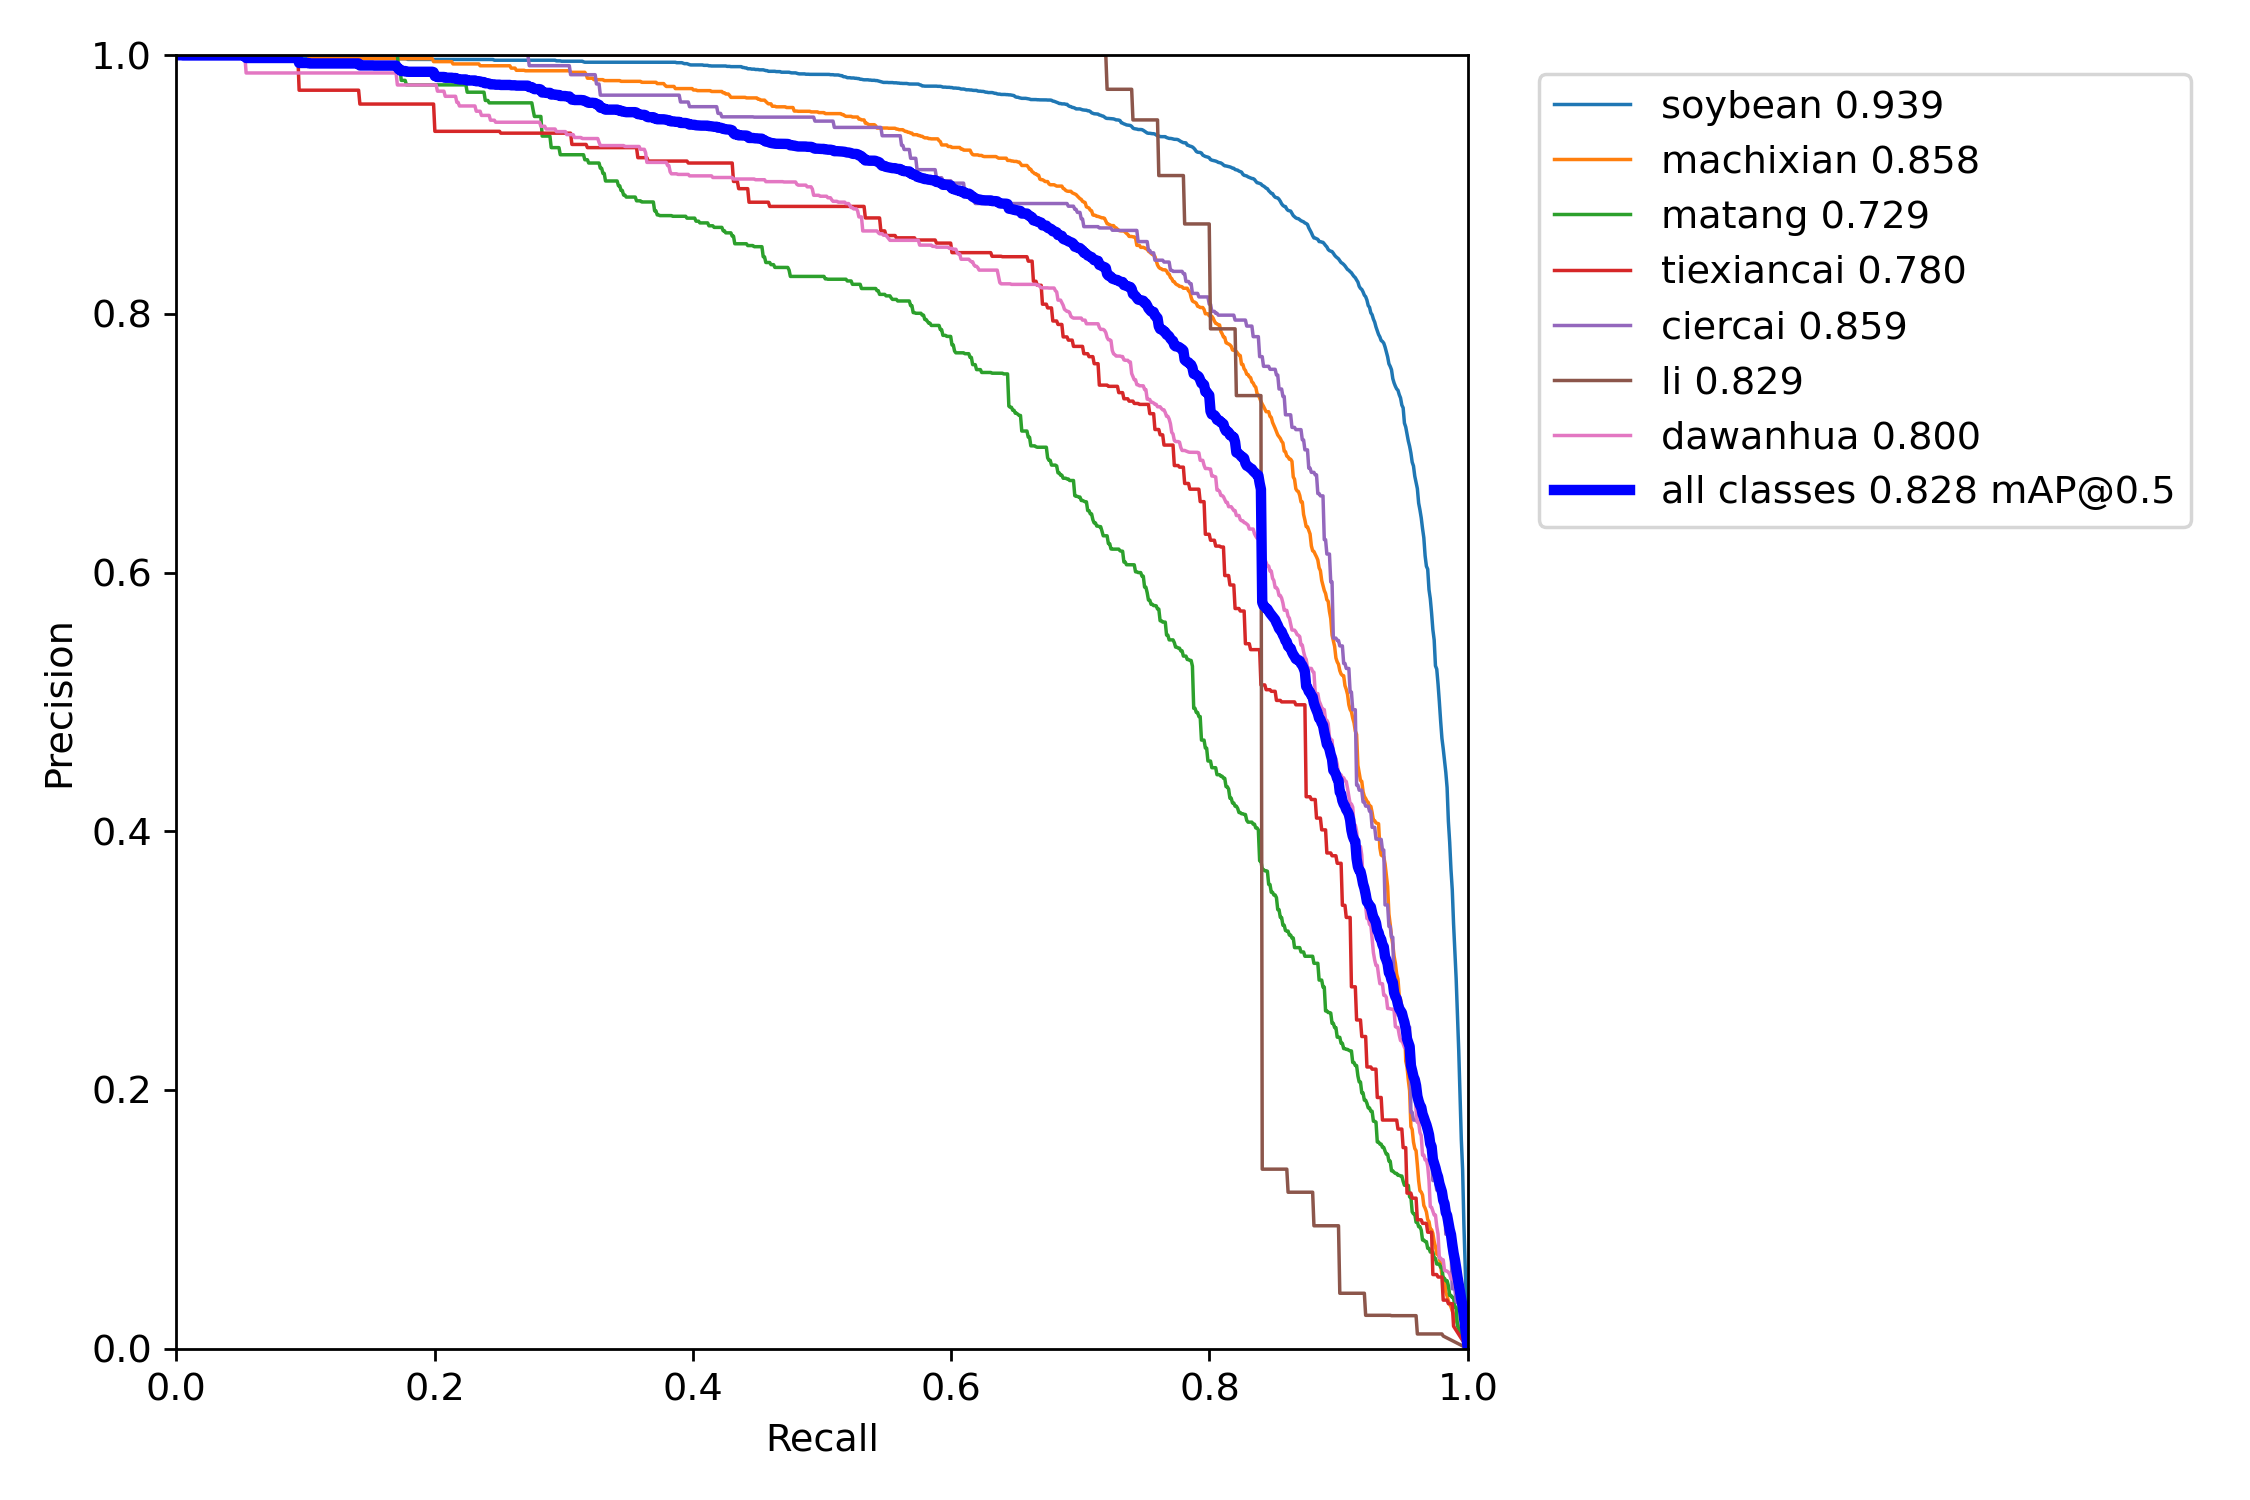 1.0
0.8
0.6
0.4
0.2
0.0
0.0 0.2 0.4 0.6 0.8 1.0
Precision
Recall
soybean 0.939
machixian 0.858
matang 0.729
tiexiancai 0.780
ciercai 0.859
li 0.829
dawanhua 0.800
all classes 0.828 mAP@0.5